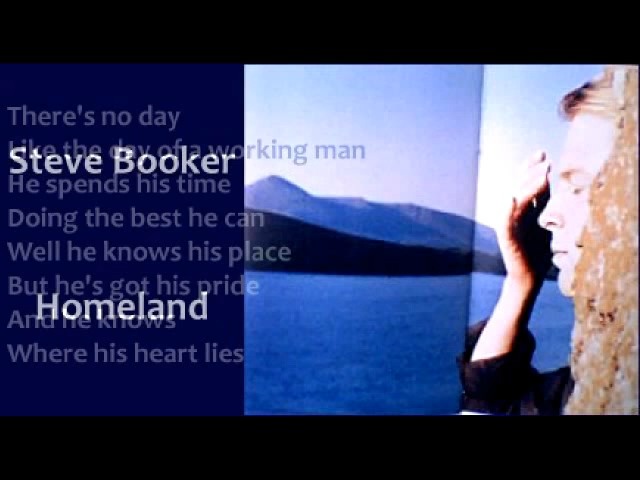 There's no day
Like the day of a working man
Steve Booker
He spends his time
Doing the best he can
Well he knows his place
But he's got his pride
Homeland
And he knows
Where his heart lies